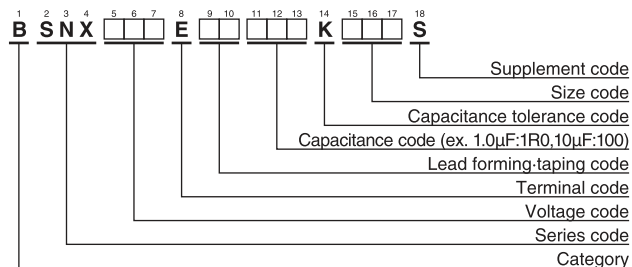 1 2 3 4 5 6 7 8 9 10 11 12 13 14 15 16 17 18
B SNX E K S
Supplement code
Size code
Capacitance tolerance code
Capacitance code (ex. 1.0μF:1R0,10μF:100)
Lead forming·taping code
Terminal code
Voltage code
Series code
Category